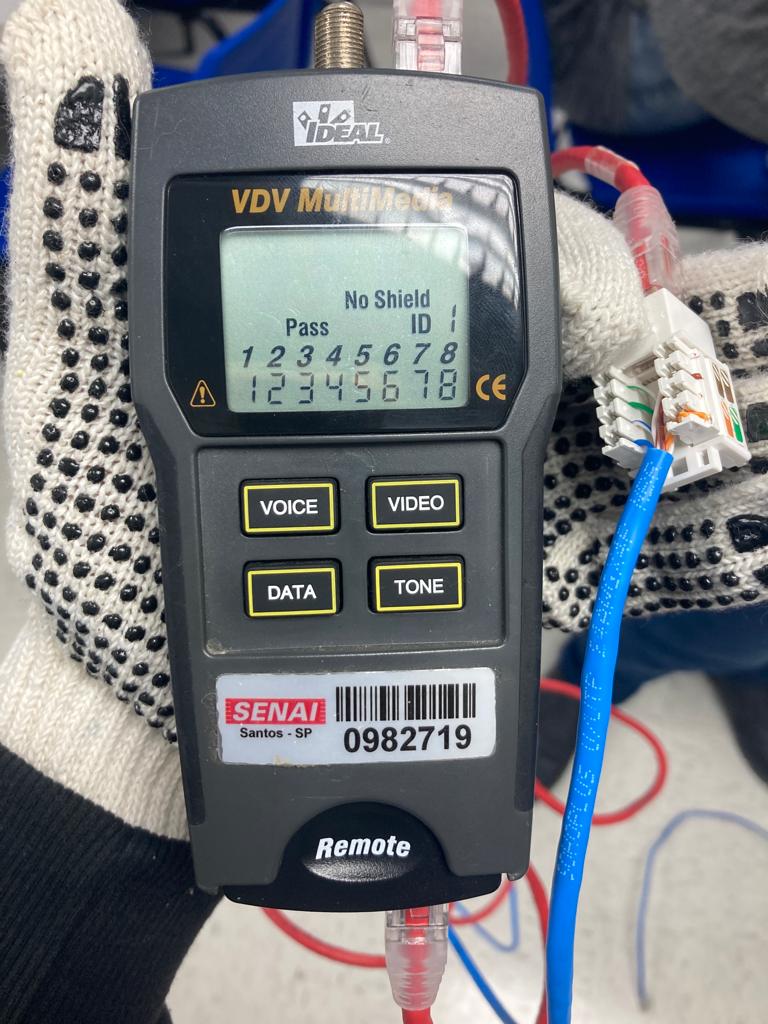 IDEAL®
VDV MultiMedia
No Shield
Pass ID 1
1 2 3 4 5 6 7 8
1 2 3 4 5 6 7 8
CE
VOICE VIDEO
DATA TONE
SENAI
Santos - SP
0982719
Remote